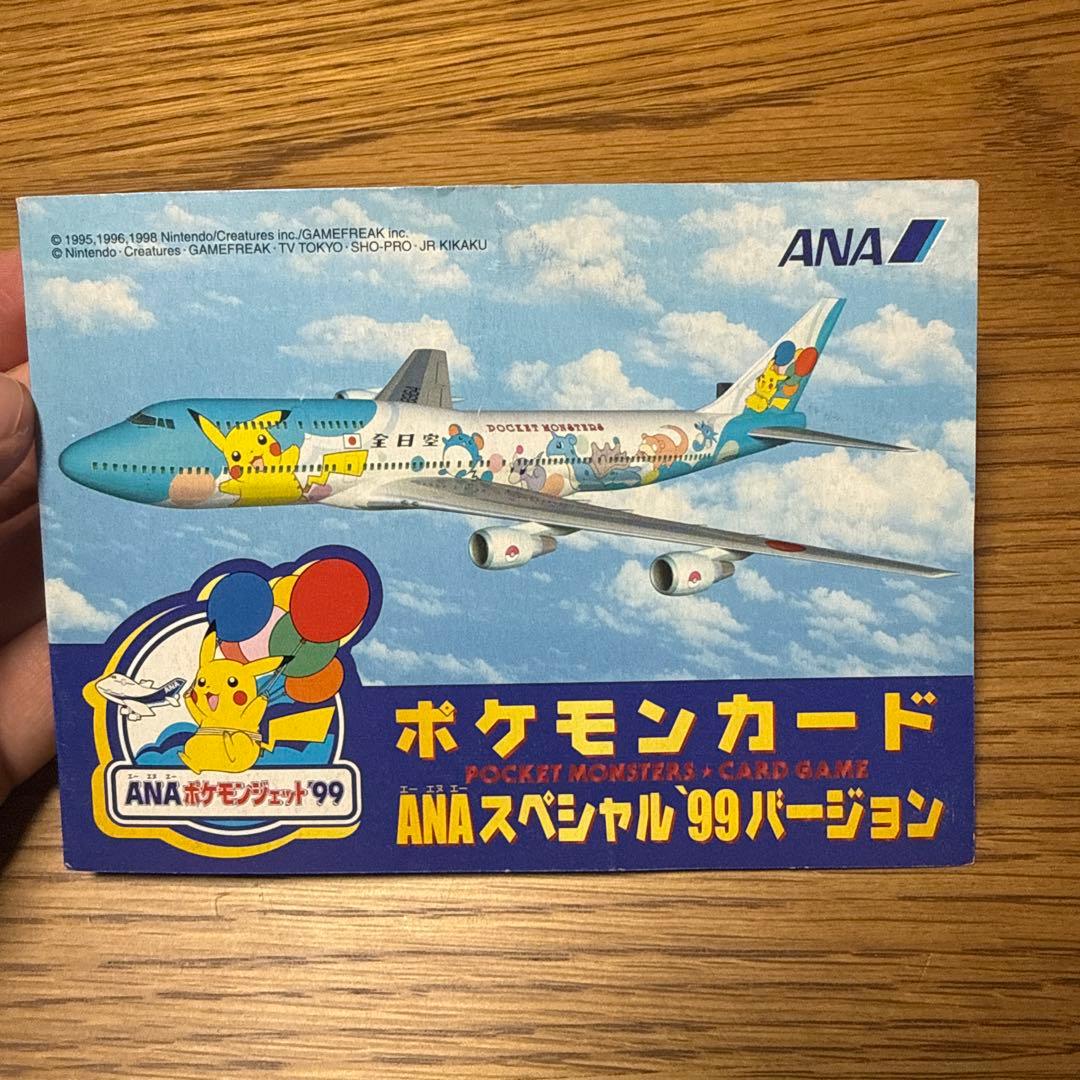 © 1995,1996,1998 Nintendo/Creatures inc./GAMEFREAK inc.
© Nintendo・Creatures・GAMEFREAK・TV TOKYO・SHO-PRO・JR KIKAKU
ANA
POCKET MONSTERS
全日空
ANA
エー エヌ エー
ANAポケモンジェット'99
ポケモンカード
POCKET MONSTERS★CARD GAME
エー エヌ エー
ANAスペシャル'99バージョン